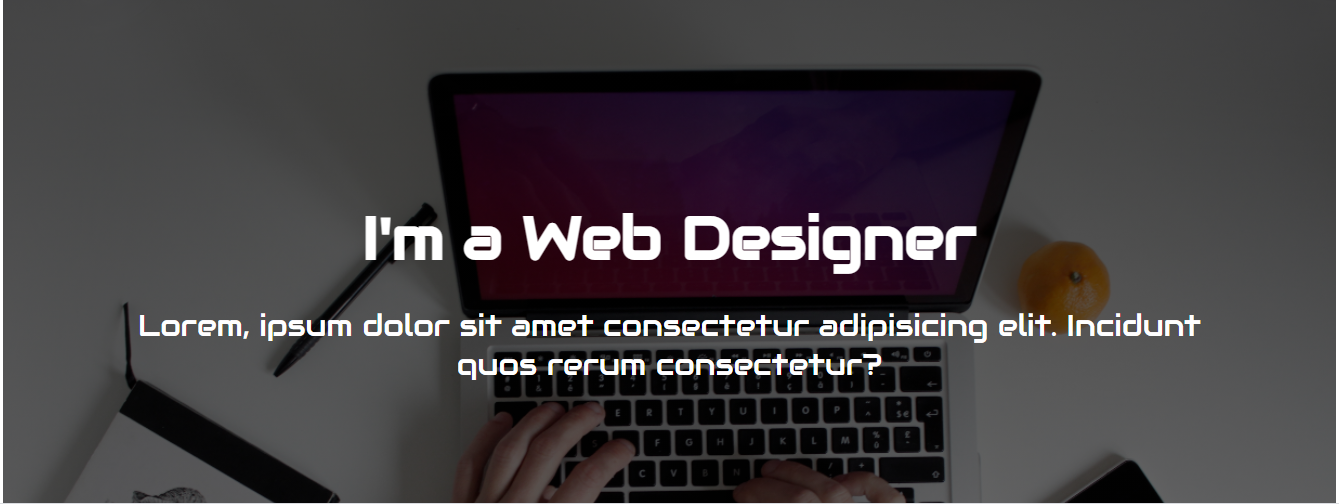 I'm a Web Designer
Lorem, ipsum dolor sit amet consectetur adipisicing elit. Incidunt
quos rerum consectetur?
E R T Y U I O P
F G H J K L M
C V B N